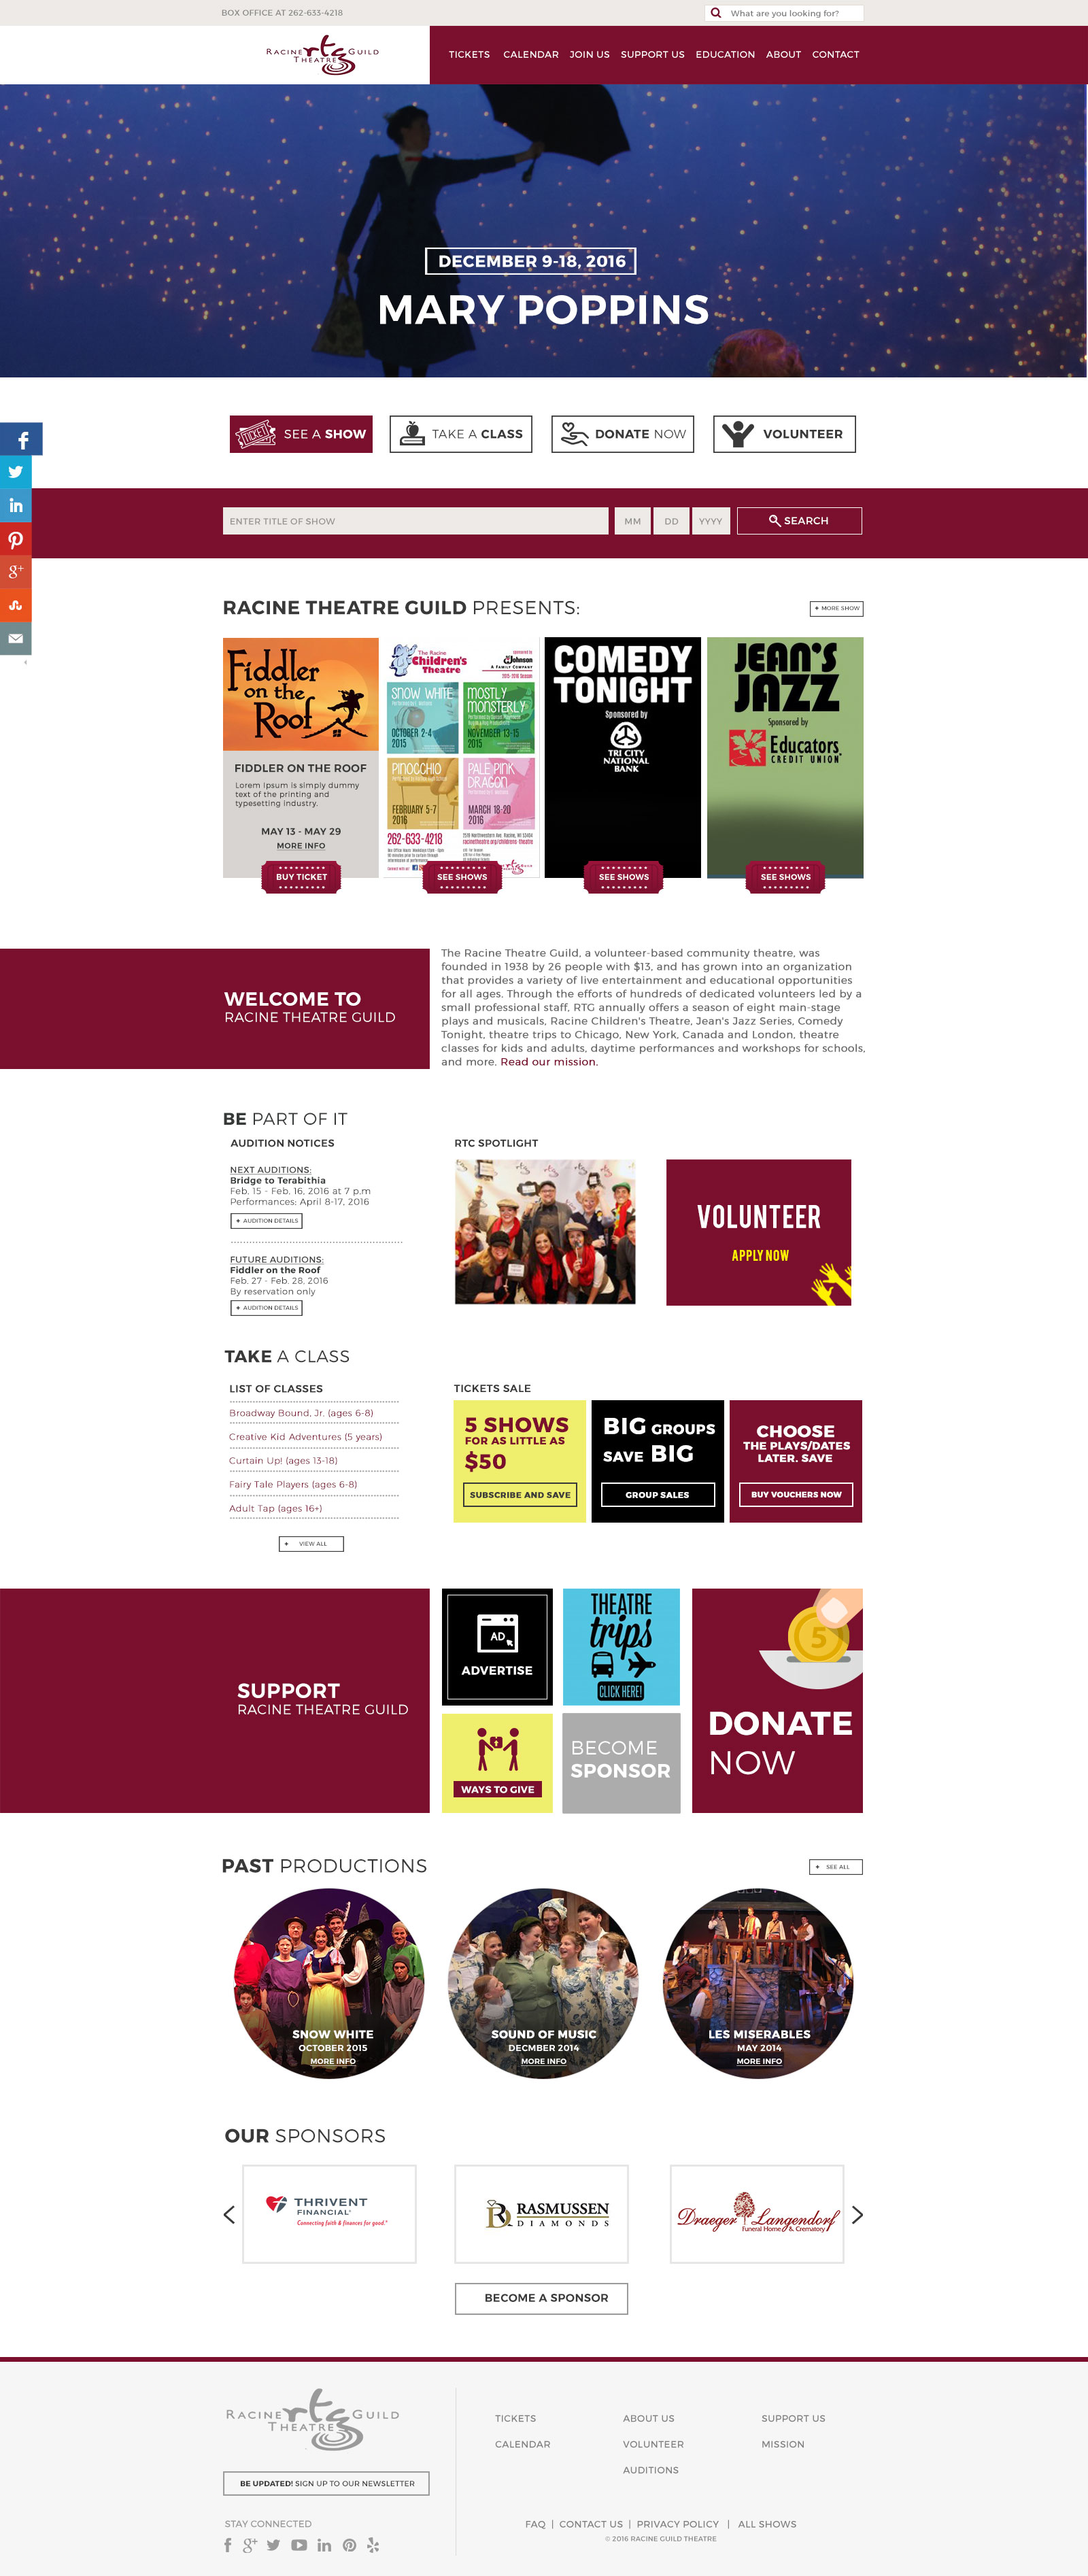 BOX OFFICE AT 262-633-4218
What are you looking for?
RACINE GUILD
THEATRE
TICKETS CALENDAR JOIN US SUPPORT US EDUCATION ABOUT CONTACT
DECEMBER 9-18, 2016
MARY POPPINS
SEE A SHOW
TAKE A CLASS
DONATE NOW
VOLUNTEER
ENTER TITLE OF SHOW
MM
DD
YYYY
SEARCH
RACINE THEATRE GUILD PRESENTS:
+ MORE SHOW
Fiddler
on the
Roof
FIDDLER ON THE ROOF
Lorem Ipsum is simply dummy
text of the printing and
typesetting industry.
MAY 13 - MAY 29
MORE INFO
BUY TICKET
The Racine
Children's
Theatre
sponsored by
Johnson
A FAMILY COMPANY
2015-2016 Season
SNOW WHITE
OCTOBER 2-4
2015
MOSTLY
MONSTERLY
NOVEMBER 13-15
2015
PINOCCHIO
FEBRUARY 5-7
2016
PALE PINK
DRAGON
MARCH 18-20
2016
262-633-4218
SEE SHOWS
COMEDY
TONIGHT
Sponsored by
TRI CITY
NATIONAL
BANK
SEE SHOWS
JEAN'S
JAZZ
Sponsored by
Educators
CREDIT UNION
SEE SHOWS
WELCOME TO
RACINE THEATRE GUILD
The Racine Theatre Guild, a volunteer-based community theatre, was
founded in 1938 by 26 people with $13, and has grown into an organization
that provides a variety of live entertainment and educational opportunities
for all ages. Through the efforts of hundreds of dedicated volunteers led by a
small professional staff, RTG annually offers a season of eight main-stage
plays and musicals, Racine Children's Theatre, Jean's Jazz Series, Comedy
Tonight, theatre trips to Chicago, New York, Canada and London, theatre
classes for kids and adults, daytime performances and workshops for schools,
and more. Read our mission.
BE PART OF IT
AUDITION NOTICES
NEXT AUDITIONS:
Bridge to Terabithia
Feb. 15 - Feb. 16, 2016 at 7 p.m
Performances: April 8-17, 2016
+ AUDITION DETAILS
FUTURE AUDITIONS:
Fiddler on the Roof
Feb. 27 - Feb. 28, 2016
By reservation only
+ AUDITION DETAILS
RTC SPOTLIGHT
VOLUNTEER
APPLY NOW
TAKE A CLASS
LIST OF CLASSES
Broadway Bound, Jr. (ages 6-8)
Creative Kid Adventures (5 years)
Curtain Up! (ages 13-18)
Fairy Tale Players (ages 6-8)
Adult Tap (ages 16+)
+ VIEW ALL
TICKETS SALE
5 SHOWS
FOR AS LITTLE AS
$50
SUBSCRIBE AND SAVE
BIG GROUPS
SAVE BIG
GROUP SALES
CHOOSE
THE PLAYS/DATES
LATER. SAVE
BUY VOUCHERS NOW
SUPPORT
RACINE THEATRE GUILD
AD
ADVERTISE
THEATRE
trips
CLICK HERE!
WAYS TO GIVE
BECOME
SPONSOR
5
DONATE
NOW
PAST PRODUCTIONS
+ SEE ALL
SNOW WHITE
OCTOBER 2015
MORE INFO
SOUND OF MUSIC
DECMBER 2014
MORE INFO
LES MISERABLES
MAY 2014
MORE INFO
OUR SPONSORS
THRIVENT
FINANCIAL
Connecting faith & finances for good.
RASMUSSEN
DIAMONDS
Draeger Langendorf
Funeral Home & Crematory
BECOME A SPONSOR
RACINE GUILD
THEATRE
BE UPDATED! SIGN UP TO OUR NEWSLETTER
STAY CONNECTED
TICKETS
CALENDAR
ABOUT US
VOLUNTEER
AUDITIONS
SUPPORT US
MISSION
FAQ | CONTACT US | PRIVACY POLICY | ALL SHOWS
© 2016 RACINE GUILD THEATRE